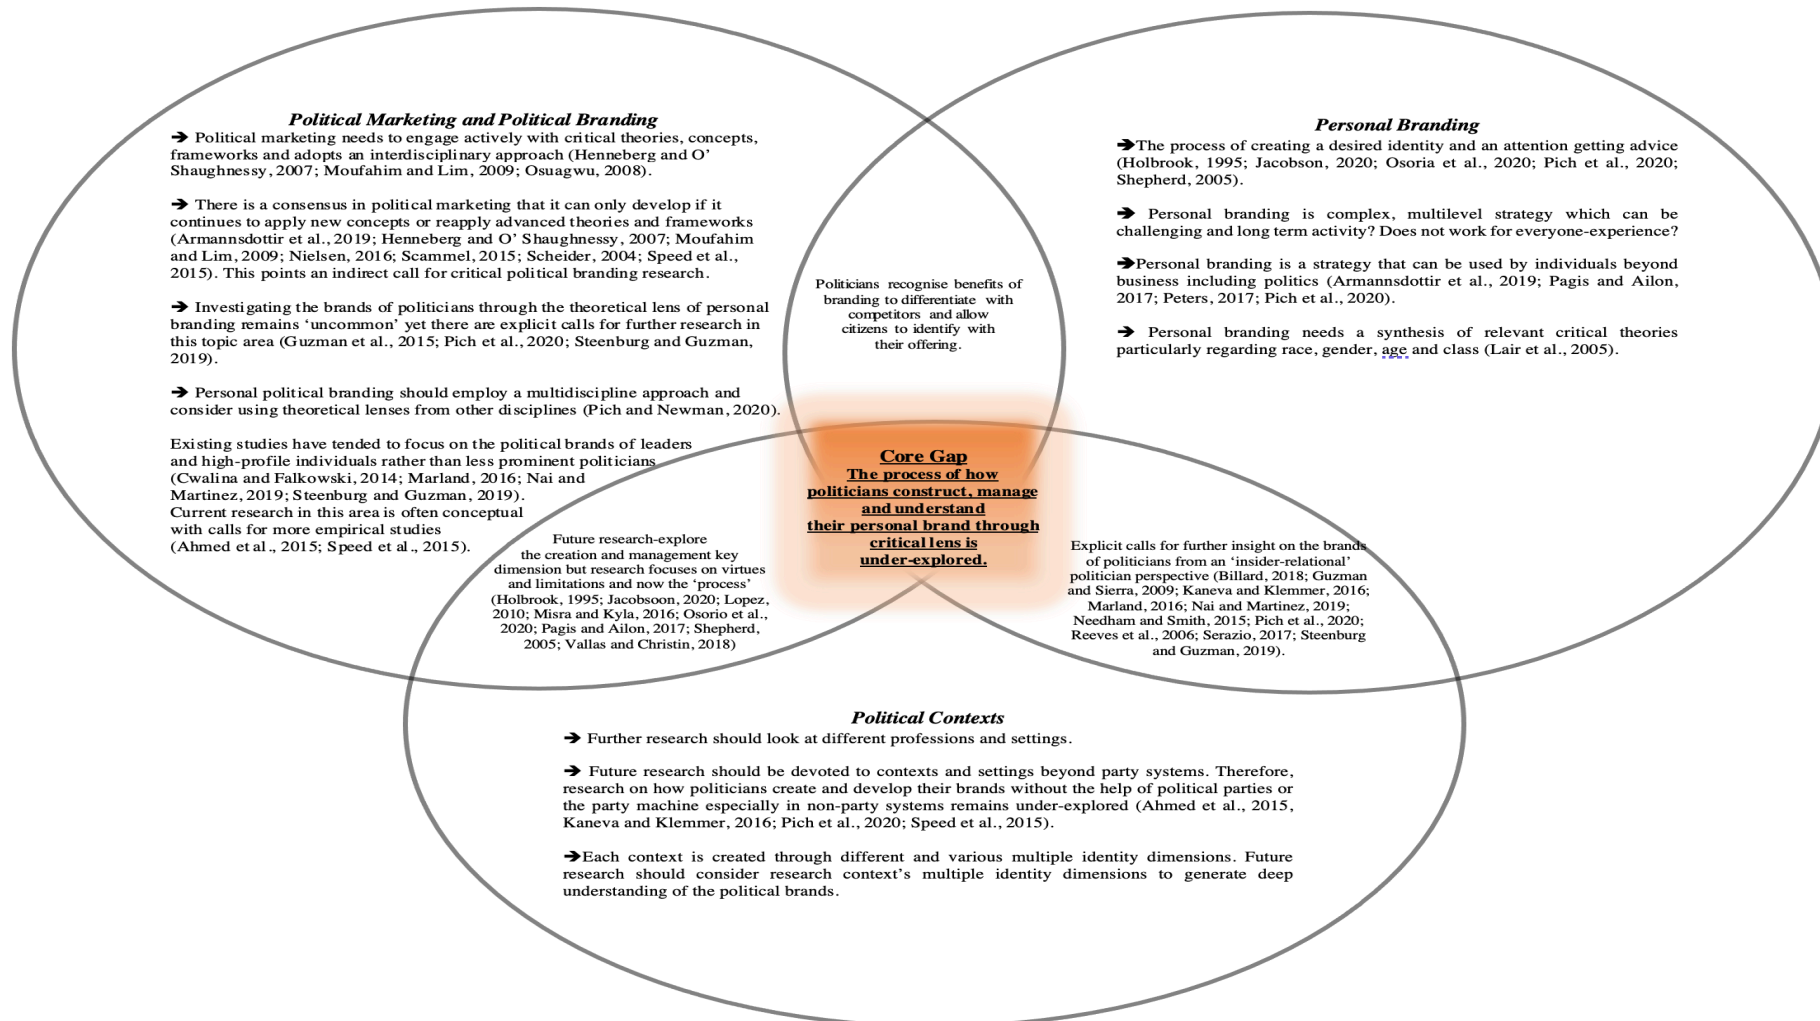 Political Marketing and Political Branding
➔ Political marketing needs to engage actively with critical theories, concepts,
frameworks and adopts an interdisciplinary approach (Henneberg and O’
Shaughnessy, 2007; Moufahim and Lim, 2009; Osuagwu, 2008).
➔ There is a consensus in political marketing that it can only develop if it
continues to apply new concepts or reapply advanced theories and frameworks
(Armannsdottir et al., 2019; Henneberg and O’ Shaughnessy, 2007; Moufahim
and Lim, 2009; Nielsen, 2016; Scammel, 2015; Scheider, 2004; Speed et al.,
2015). This points an indirect call for critical political branding research.
➔ Investigating the brands of politicians through the theoretical lens of personal
branding remains ‘uncommon’ yet there are explicit calls for further research in
this topic area (Guzman et al., 2015; Pich et al., 2020; Steenburg and Guzman,
2019).
➔ Personal political branding should employ a multidiscipline approach and
consider using theoretical lenses from other disciplines (Pich and Newman, 2020).
Existing studies have tended to focus on the political brands of leaders
and high-profile individuals rather than less prominent politicians
(Cwalina and Falkowski, 2014; Marland, 2016; Nai and
Martinez, 2019; Steenburg and Guzman, 2019).
Current research in this area is often conceptual
with calls for more empirical studies
(Ahmed et al., 2015; Speed et al., 2015).
Politicians recognise benefits of
branding to differentiate with
competitors and allow
citizens to identify with
their offering.
Personal Branding
➔The process of creating a desired identity and an attention getting advice
(Holbrook, 1995; Jacobson, 2020; Osoria et al., 2020; Pich et al., 2020;
Shepherd, 2005).
➔ Personal branding is complex, multilevel strategy which can be
challenging and long term activity? Does not work for everyone-experience?
➔Personal branding is a strategy that can be used by individuals beyond
business including politics (Armannsdottir et al., 2019; Pagis and Ailon,
2017; Peters, 2017; Pich et al., 2020).
➔ Personal branding needs a synthesis of relevant critical theories
particularly regarding race, gender, age and class (Lair et al., 2005).
Core Gap
The process of how
politicians construct, manage
and understand
their personal brand through
critical lens is
under-explored.
Future research-explore
the creation and management key
dimension but research focuses on virtues
and limitations and now the ‘process’
(Holbrook, 1995; Jacobsoon, 2020; Lopez,
2010; Misra and Kyla, 2016; Osorio et al.,
2020; Pagis and Ailon, 2017; Shepherd,
2005; Vallas and Christin, 2018)
Explicit calls for further insight on the brands
of politicians from an ‘insider-relational’
politician perspective (Billard, 2018; Guzman
and Sierra, 2009; Kaneva and Klemmer, 2016;
Marland, 2016; Nai and Martinez, 2019;
Needham and Smith, 2015; Pich et al., 2020;
Reeves et al., 2006; Serazio, 2017; Steenburg
and Guzman, 2019).
Political Contexts
➔ Further research should look at different professions and settings.
➔ Future research should be devoted to contexts and settings beyond party systems. Therefore,
research on how politicians create and develop their brands without the help of political parties or
the party machine especially in non-party systems remains under-explored (Ahmed et al., 2015,
Kaneva and Klemmer, 2016; Pich et al., 2020; Speed et al., 2015).
➔Each context is created through different and various multiple identity dimensions. Future
research should consider research context’s multiple identity dimensions to generate deep
understanding of the political brands.